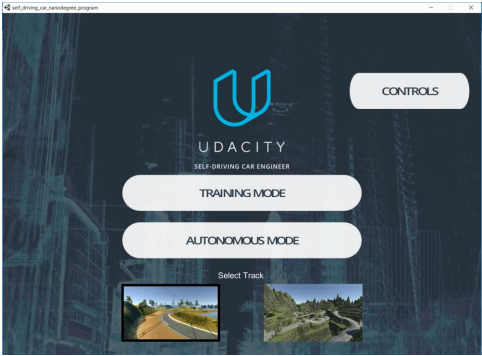 self_driving_car_nanodegree_program
CONTROLS
UDACITY
SELF-DRIVING CAR ENGINEER
TRAINING MODE
AUTONOMOUS MODE
Select Track